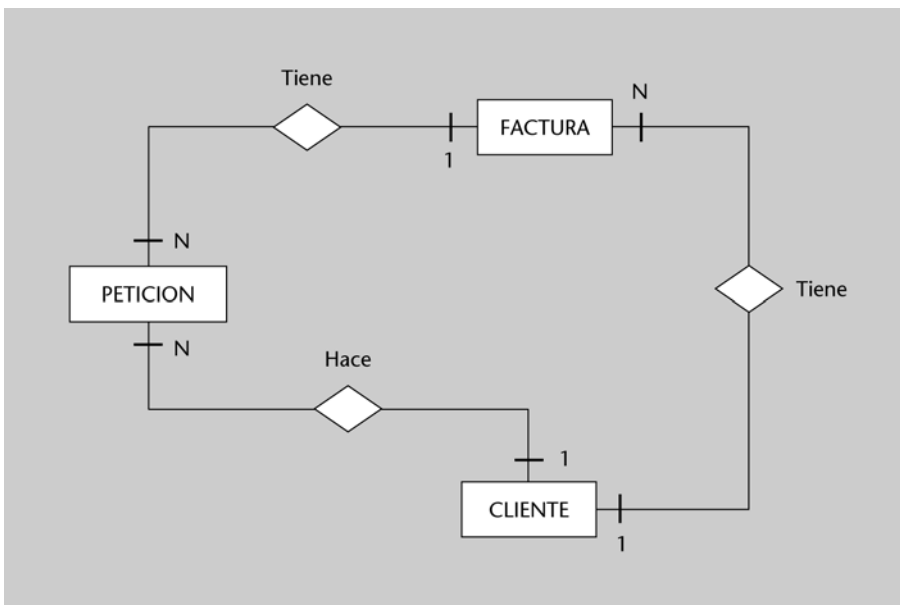 Tiene
N
FACTURA
1
N
PETICION
Tiene
N
Hace
1
CLIENTE
1